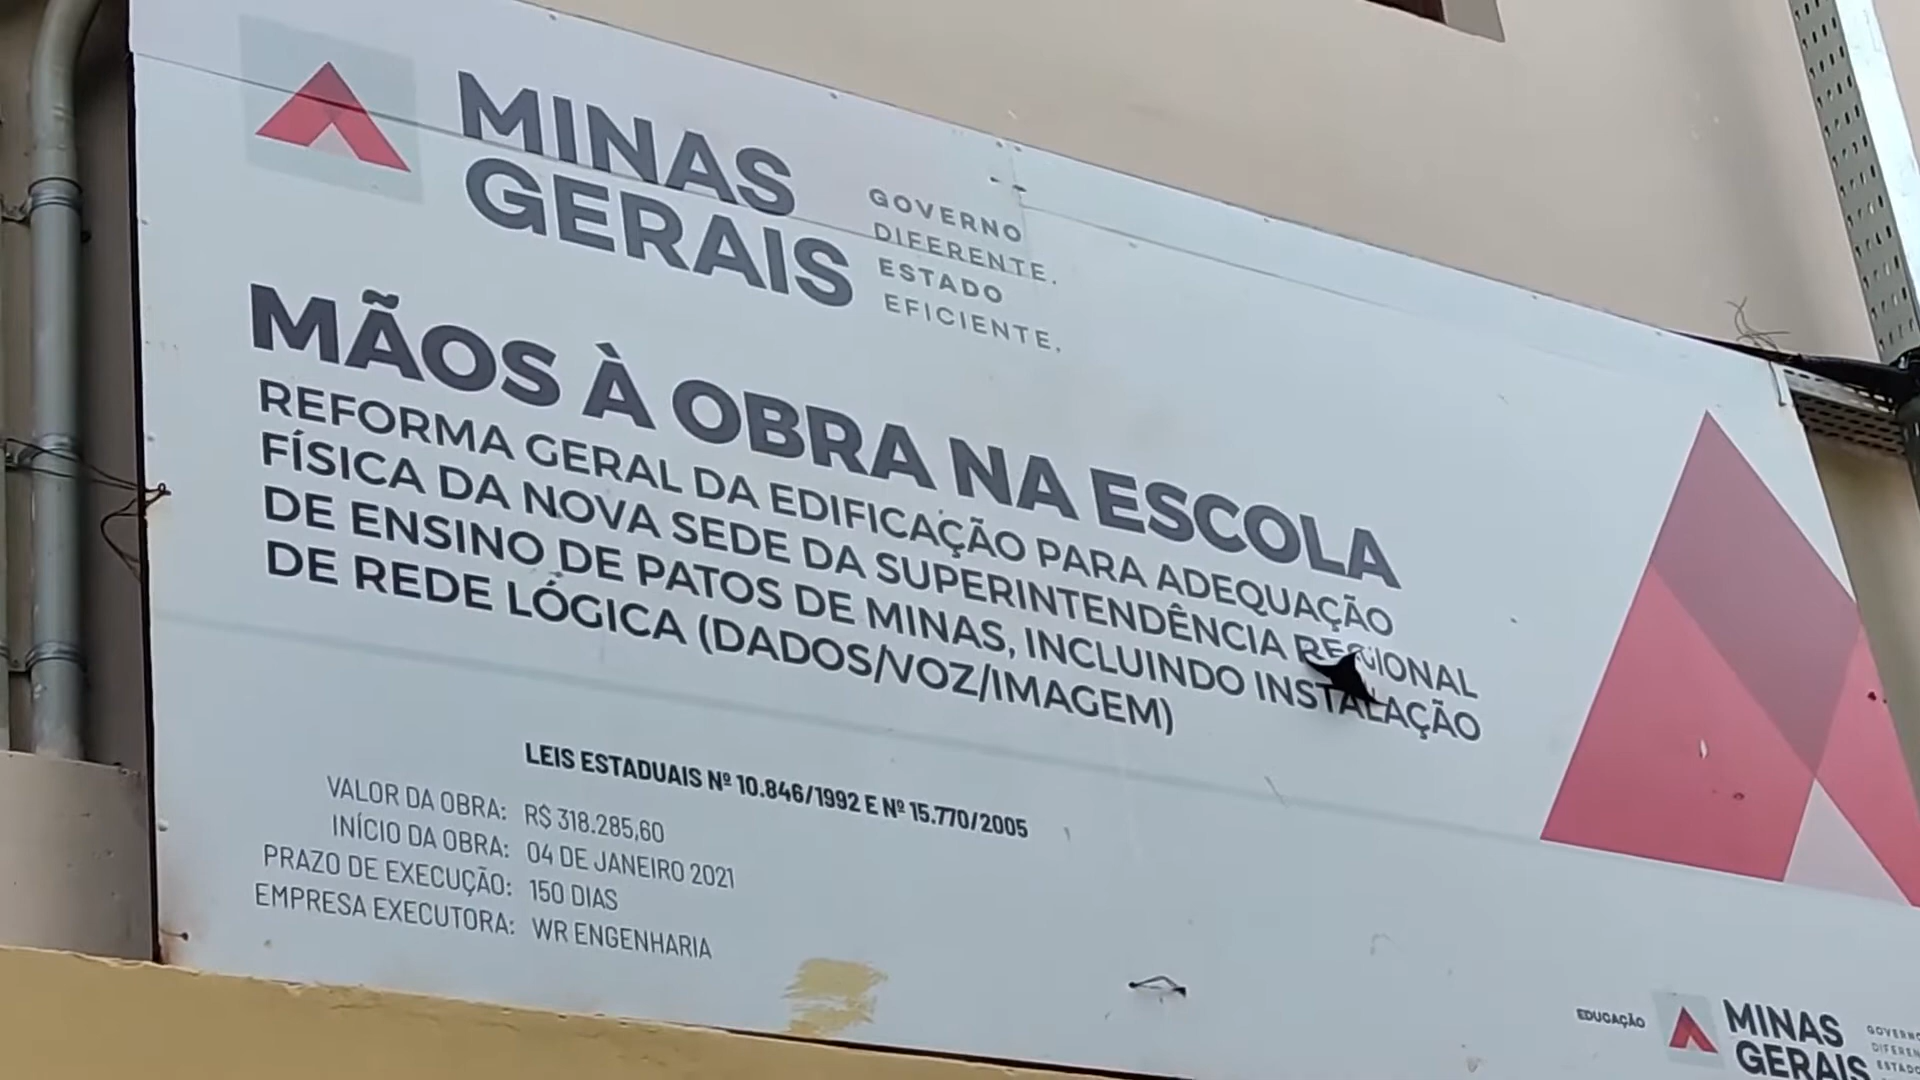 MINAS
GERAIS
GOVERNO
DIFERENTE.
ESTADO
EFICIENTE.
MÃOS À OBRA NA ESCOLA
REFORMA GERAL DA EDIFICAÇÃO PARA ADEQUAÇÃO
FÍSICA DA NOVA SEDE DA SUPERINTENDÊNCIA REGIONAL
DE ENSINO DE PATOS DE MINAS, INCLUINDO INSTALAÇÃO
DE REDE LÓGICA (DADOS/VOZ/IMAGEM)
LEIS ESTADUAIS Nº 10.846/1992 E Nº 15.770/2005
VALOR DA OBRA: R$ 318.285,60
INÍCIO DA OBRA: 04 DE JANEIRO 2021
PRAZO DE EXECUÇÃO: 150 DIAS
EMPRESA EXECUTORA: WR ENGENHARIA
EDUCAÇÃO
MINAS
GERAIS
GOVERNO
DIFEREN
ESTADO